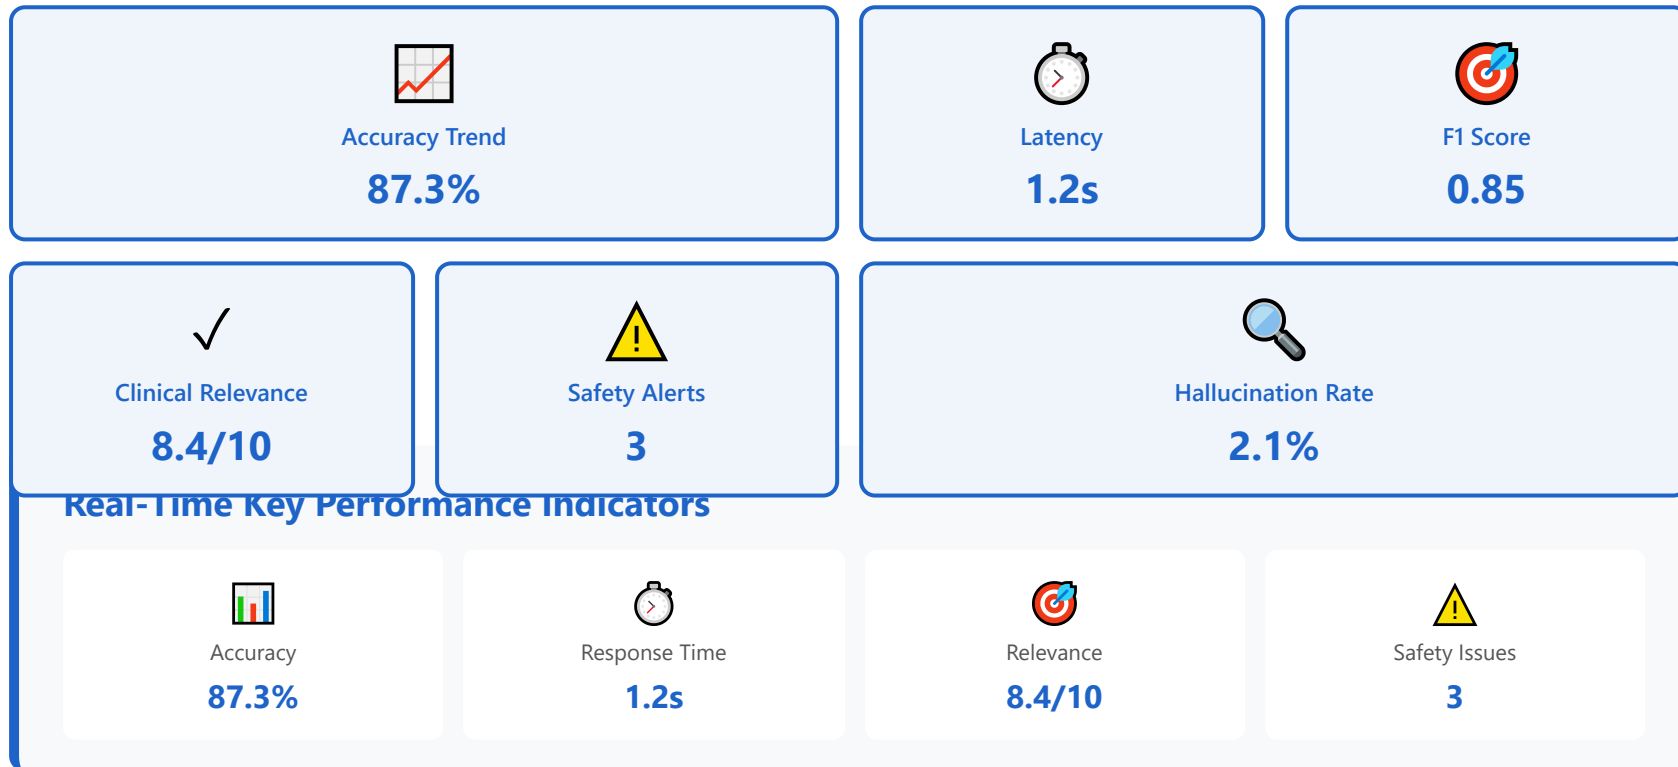 Accuracy Trend
87.3%
Latency
1.2s
F1 Score
0.85
Clinical Relevance
8.4/10
Safety Alerts
3
Hallucination Rate
2.1%
Real-Time Key Performance Indicators
Accuracy
87.3%
Response Time
1.2s
Relevance
8.4/10
Safety Issues
3